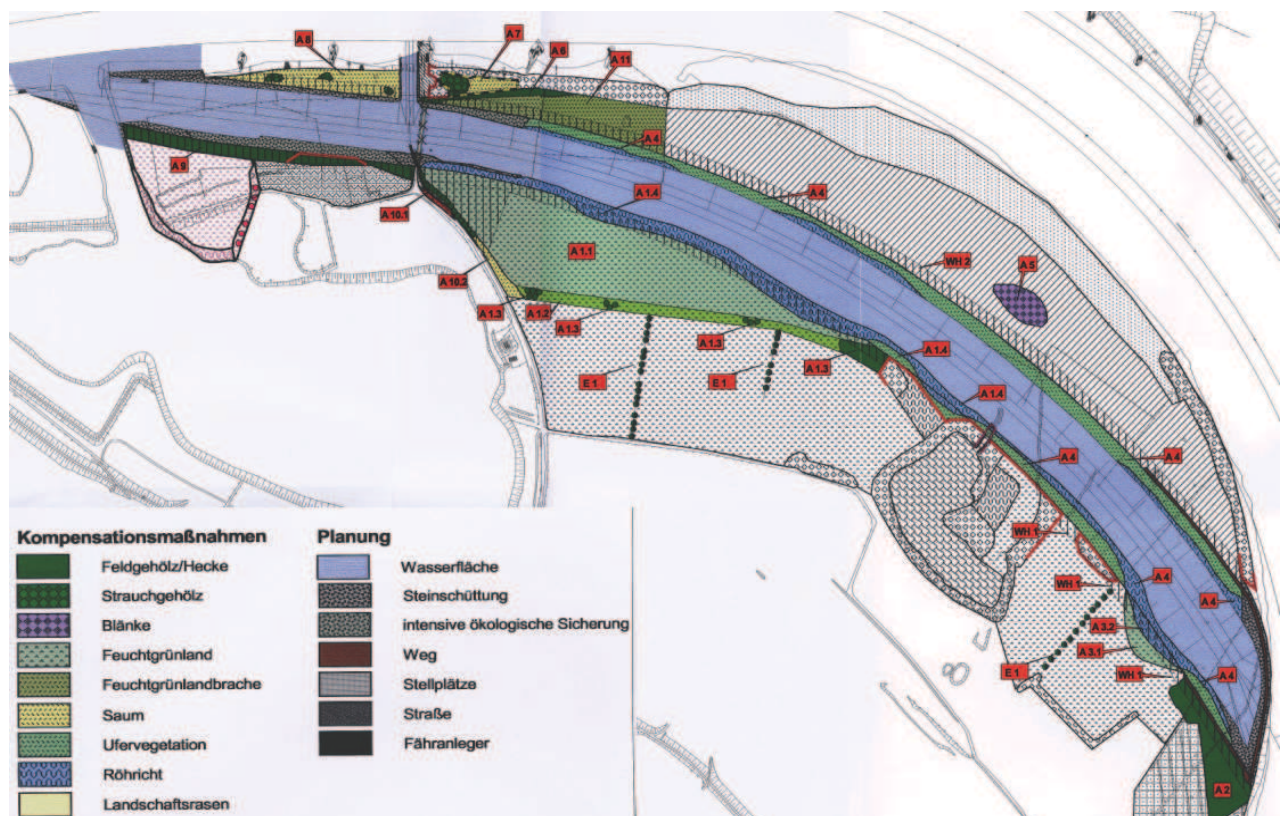 A 8
A 7
A 6
A 11
A 9
A 4
A 1.4
A 4
A 10.1
A 1.1
WH 2
A 5
A 10.2
A 1.3
A 1.2
A 1.3
A 1.3
A 1.3
A 1.4
E 1
E 1
A 1.4
A 4
A 4
WH 1
WH 1
A 4
A 4
A 3.2
A 3.1
E 1
WH 1
A 4
A 2
Kompensationsmaßnahmen
Feldgehölz/Hecke
Strauchgehölz
Blänke
Feuchtgrünland
Feuchtgrünlandbrache
Saum
Ufervegetation
Röhricht
Landschaftsrasen
Planung
Wasserfläche
Steinschüttung
intensive ökologische Sicherung
Weg
Stellplätze
Straße
Fähranleger